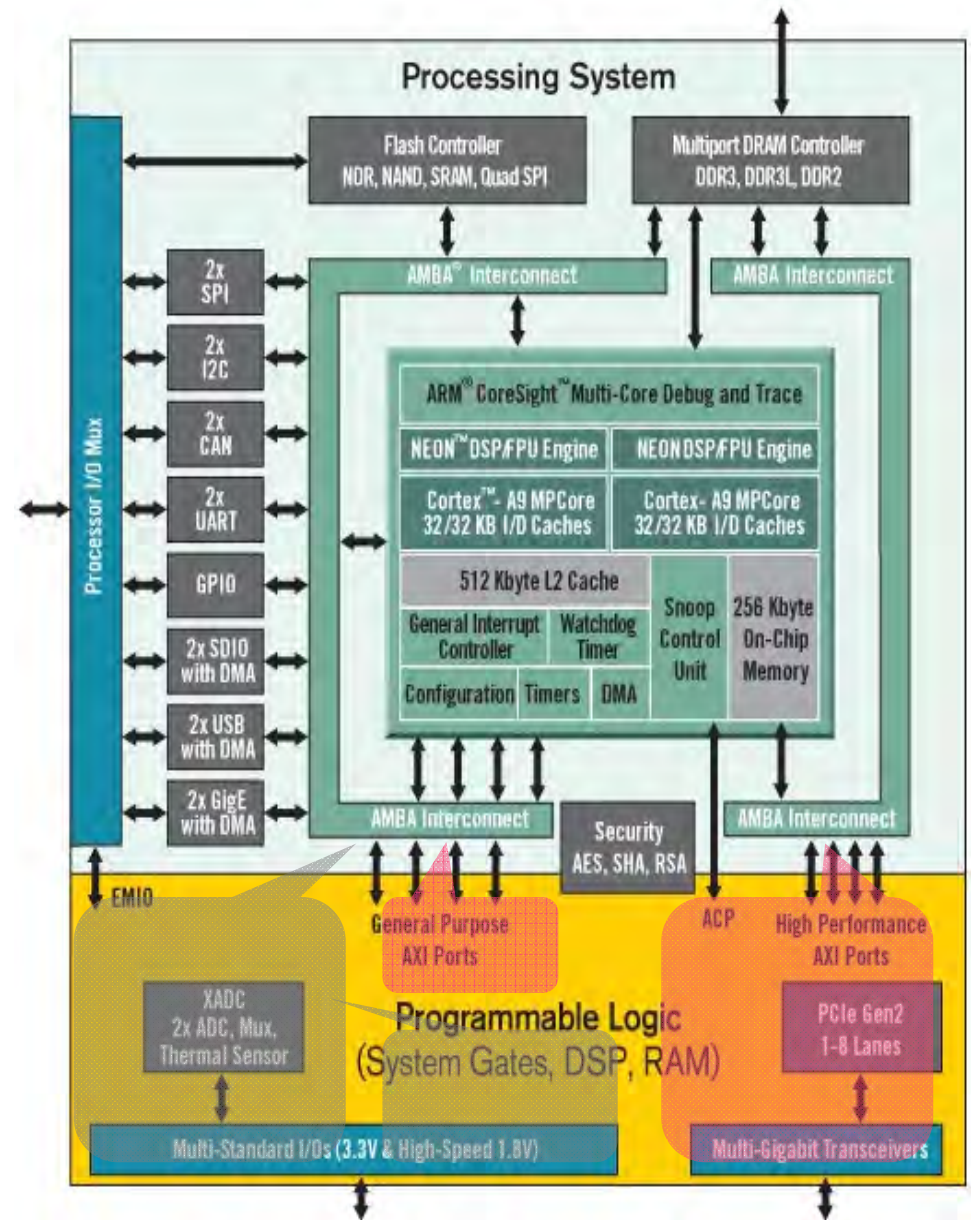 Processing System
Flash Controller
NOR, NAND, SRAM, Quad SPI
Multiport DRAM Controller
DDR3, DDR3L, DDR2
Processor I/O Mux
2x
SPI
2x
I2C
2x
CAN
2x
UART
GPIO
2x SDIO
with DMA
2x USB
with DMA
2x GigE
with DMA
AMBA® Interconnect
AMBA Interconnect
ARM® CoreSight™ Multi-Core Debug and Trace
NEON™ DSP/FPU Engine
NEON DSP/FPU Engine
Cortex™- A9 MPCore
32/32 KB I/D Caches
Cortex- A9 MPCore
32/32 KB I/D Caches
512 Kbyte L2 Cache
General Interrupt
Controller
Watchdog
Timer
Configuration
Timers
DMA
Snoop
Control
Unit
256 Kbyte
On-Chip
Memory
AMBA Interconnect
Security
AES, SHA, RSA
AMBA Interconnect
EMIO
General Purpose
AXI Ports
ACP
High Performance
AXI Ports
XADC
2x ADC, Mux,
Thermal Sensor
Programmable Logic
(System Gates, DSP, RAM)
PCIe Gen2
1-8 Lanes
Multi-Standard I/Os (3.3V & High-Speed 1.8V)
Multi-Gigabit Transceivers